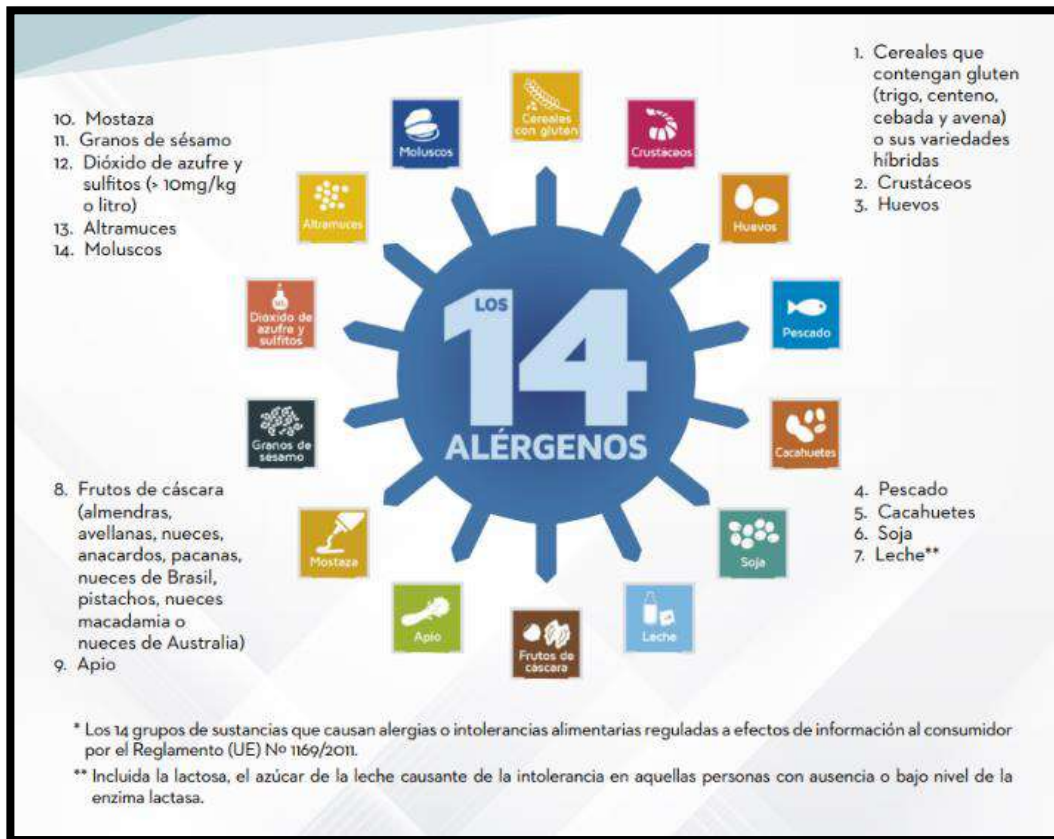 1. Cereales que
contengan gluten
(trigo, centeno,
cebada y avena)
o sus variedades
híbridas
2. Crustáceos
3. Huevos
4. Pescado
5. Cacahuetes
6. Soja
7. Leche**
8. Frutos de cáscara
(almendras,
avellanas, nueces,
anacardos, pacanas,
nueces de Brasil,
pistachos, nueces
macadamia o
nueces de Australia)
9. Apio
10. Mostaza
11. Granos de sésamo
12. Dióxido de azufre y
sulfitos (> 10mg/kg
o litro)
13. Altramuces
14. Moluscos
LOS
14
ALÉRGENOS
Cereales
con gluten
Crustáceos
Huevos
Pescado
Cacahuetes
Soja
Leche
Frutos de
cáscara
Apio
Mostaza
Granos de
sésamo
Dióxido de
azufre y
sulfitos
Altramuces
Moluscos
* Los 14 grupos de sustancias que causan alergias o intolerancias alimentarias reguladas a efectos de información al consumidor
por el Reglamento (UE) Nº 1169/2011.
** Incluida la lactosa, el azúcar de la leche causante de la intolerancia en aquellas personas con ausencia o bajo nivel de la
enzima lactasa.